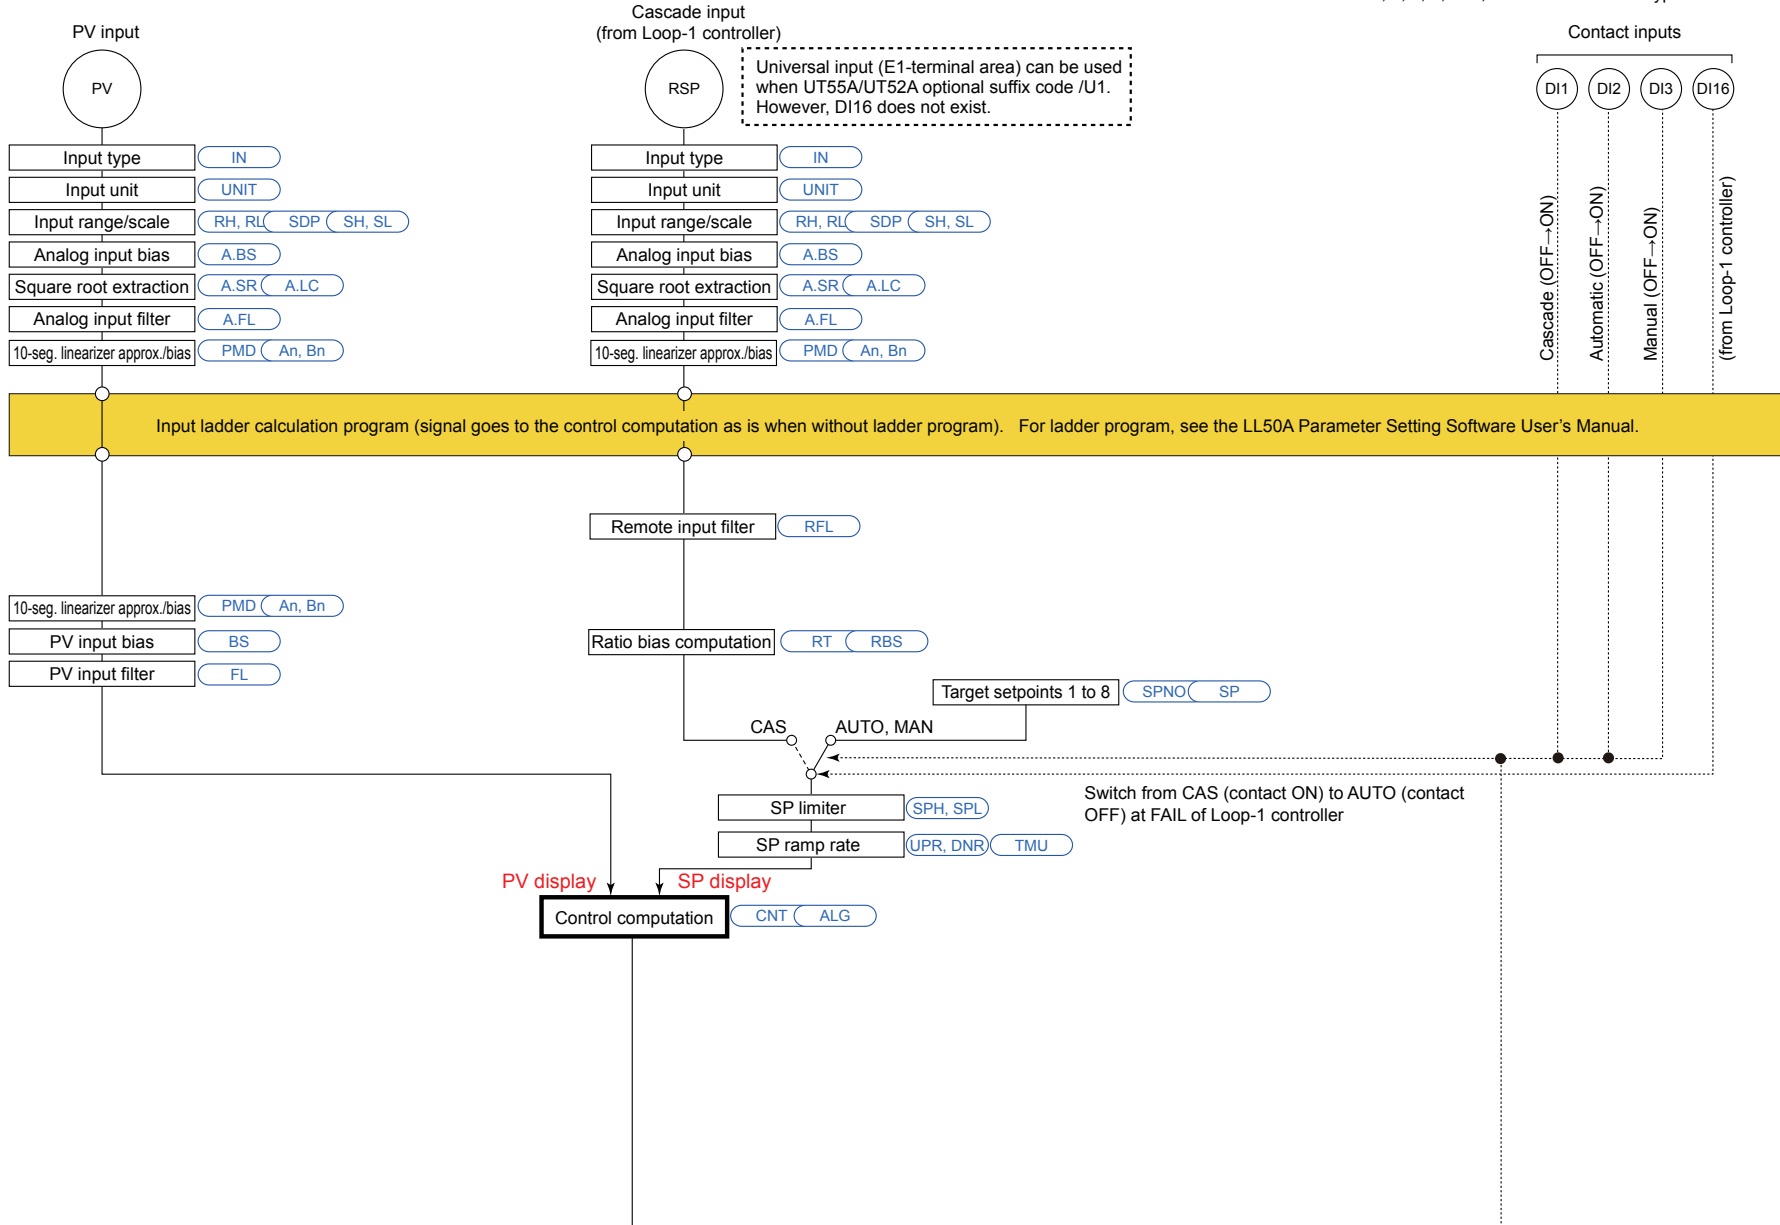 PV input
Cascade input
(from Loop-1 controller)
Contact inputs
PV
RSP
Universal input (E1-terminal area) can be used
when UT55A/UT52A optional suffix code /U1.
However, DI16 does not exist.
DI1 DI2 DI3 DI16
Input type IN
Input unit UNIT
Input range/scale RH, RL SDP SH, SL
Analog input bias A.BS
Square root extraction A.SR A.LC
Analog input filter A.FL
10-seg. linearizer approx./bias PMD An, Bn
Input type IN
Input unit UNIT
Input range/scale RH, RL SDP SH, SL
Analog input bias A.BS
Square root extraction A.SR A.LC
Analog input filter A.FL
10-seg. linearizer approx./bias PMD An, Bn
Cascade (OFF→ON)
Automatic (OFF→ON)
Manual (OFF→ON)
(from Loop-1 controller)
Input ladder calculation program (signal goes to the control computation as is when without ladder program). For ladder program, see the LL50A Parameter Setting Software User's Manual.
Remote input filter RFL
10-seg. linearizer approx./bias PMD An, Bn
PV input bias BS
PV input filter FL
Ratio bias computation RT RBS
Target setpoints 1 to 8 SPNO SP
CAS AUTO, MAN
Switch from CAS (contact ON) to AUTO (contact
OFF) at FAIL of Loop-1 controller
SP limiter SPH, SPL
SP ramp rate UPR, DNR TMU
PV display SP display
Control computation CNT ALG